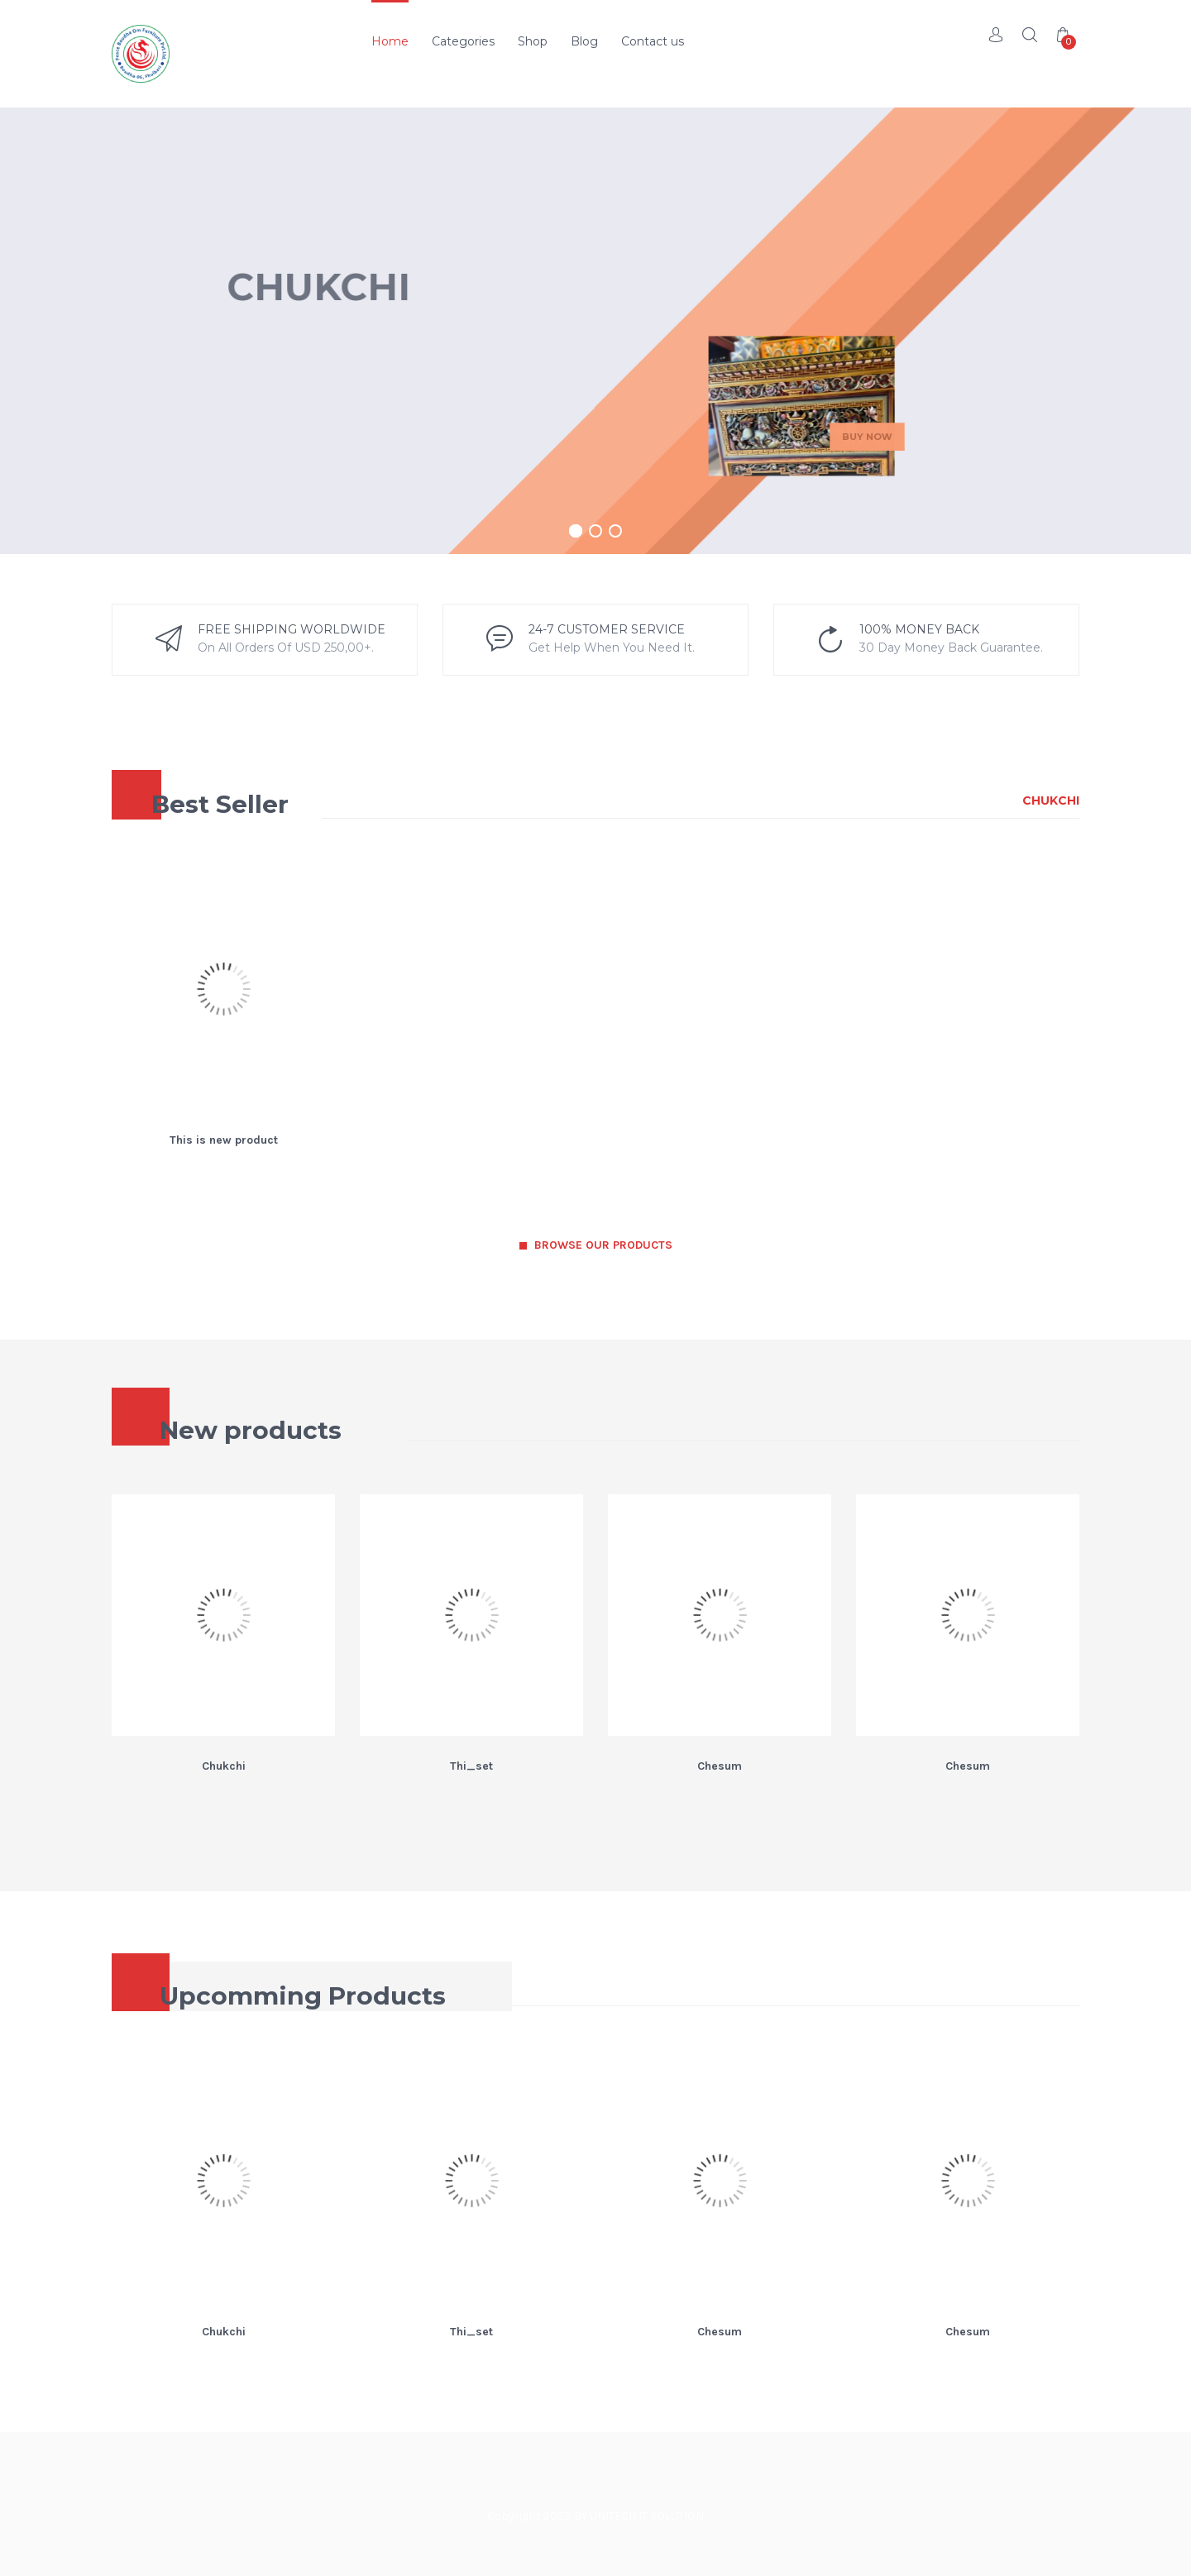 Home Categories Shop Blog Contact us
0
CHUKCHI
BUY NOW
FREE SHIPPING WORLDWIDE
On All Orders Of USD 250,00+.
24-7 CUSTOMER SERVICE
Get Help When You Need It.
100% MONEY BACK
30 Day Money Back Guarantee.
Best Seller
CHUKCHI
This is new product
BROWSE OUR PRODUCTS
New products
Chukchi
Thi_set
Chesum
Chesum
Upcomming Products
Chukchi
Thi_set
Chesum
Chesum